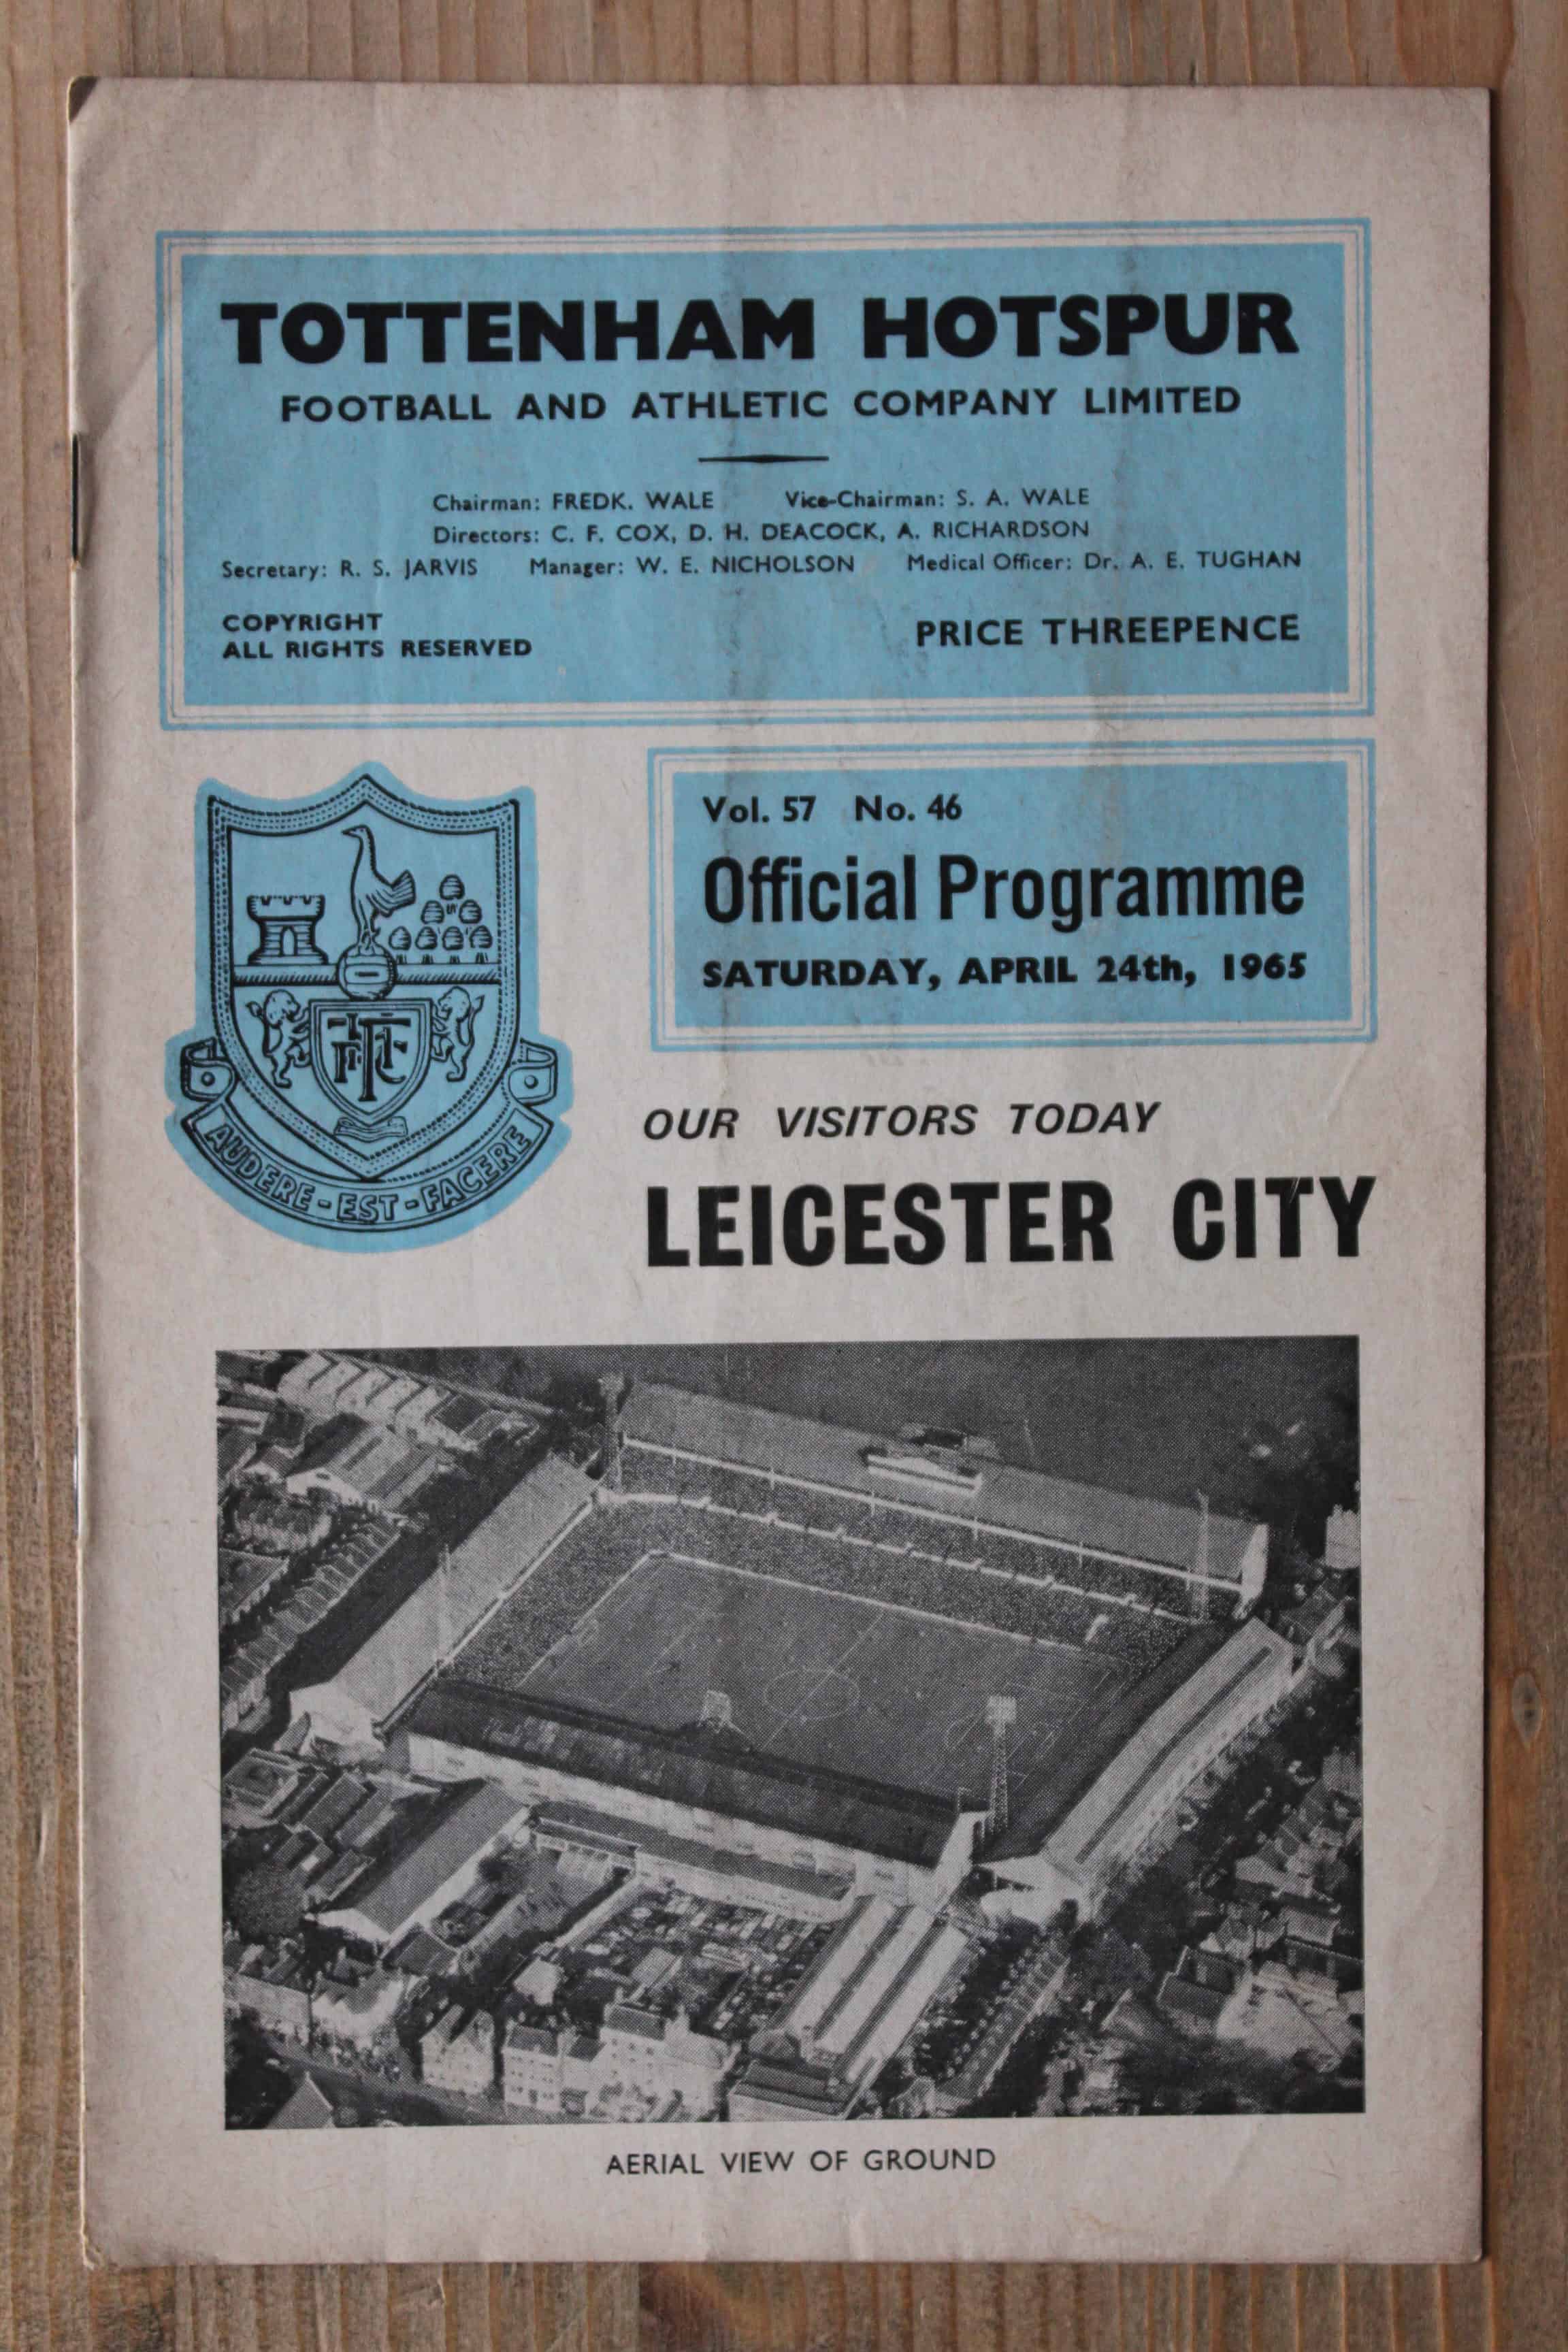 TOTTENHAM HOTSPUR
FOOTBALL AND ATHLETIC COMPANY LIMITED
Chairman: FREDK. WALE Vice-Chairman: S. A. WALE
Directors: C. F. COX, D. H. DEACOCK, A. RICHARDSON
Secretary: R. S. JARVIS Manager: W. E. NICHOLSON Medical Officer: Dr. A. E. TUGHAN
COPYRIGHT
ALL RIGHTS RESERVED
PRICE THREEPENCE
Vol. 57 No. 46
Official Programme
SATURDAY, APRIL 24th, 1965
AUDERE - EST - FACERE
OUR VISITORS TODAY
LEICESTER CITY
AERIAL VIEW OF GROUND